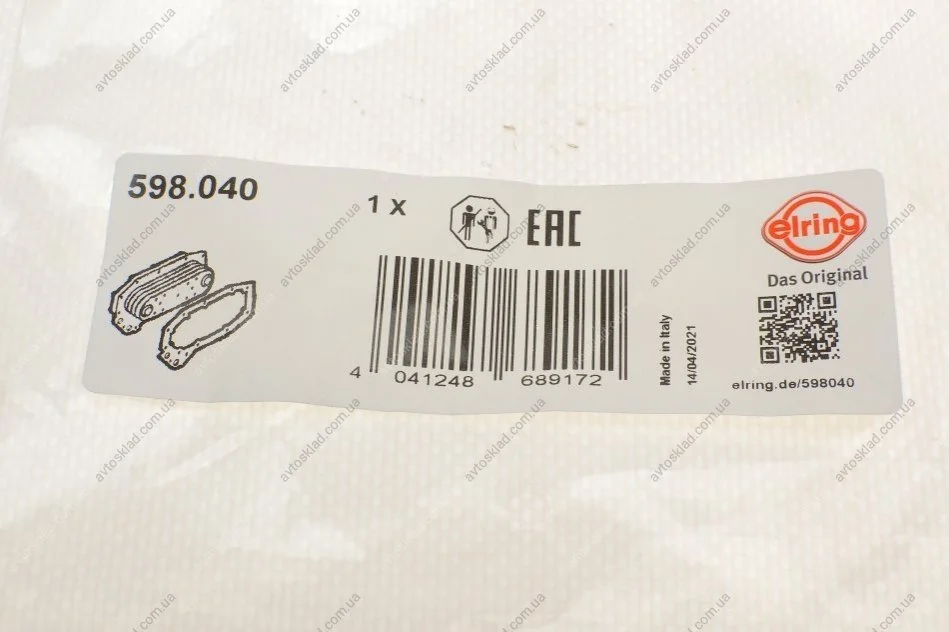 598.040
1 x
EAC
elring
Das Original
4 041248 689172
Made in Italy
14/04/2021
elring.de/598040
avtosklad.com.ua